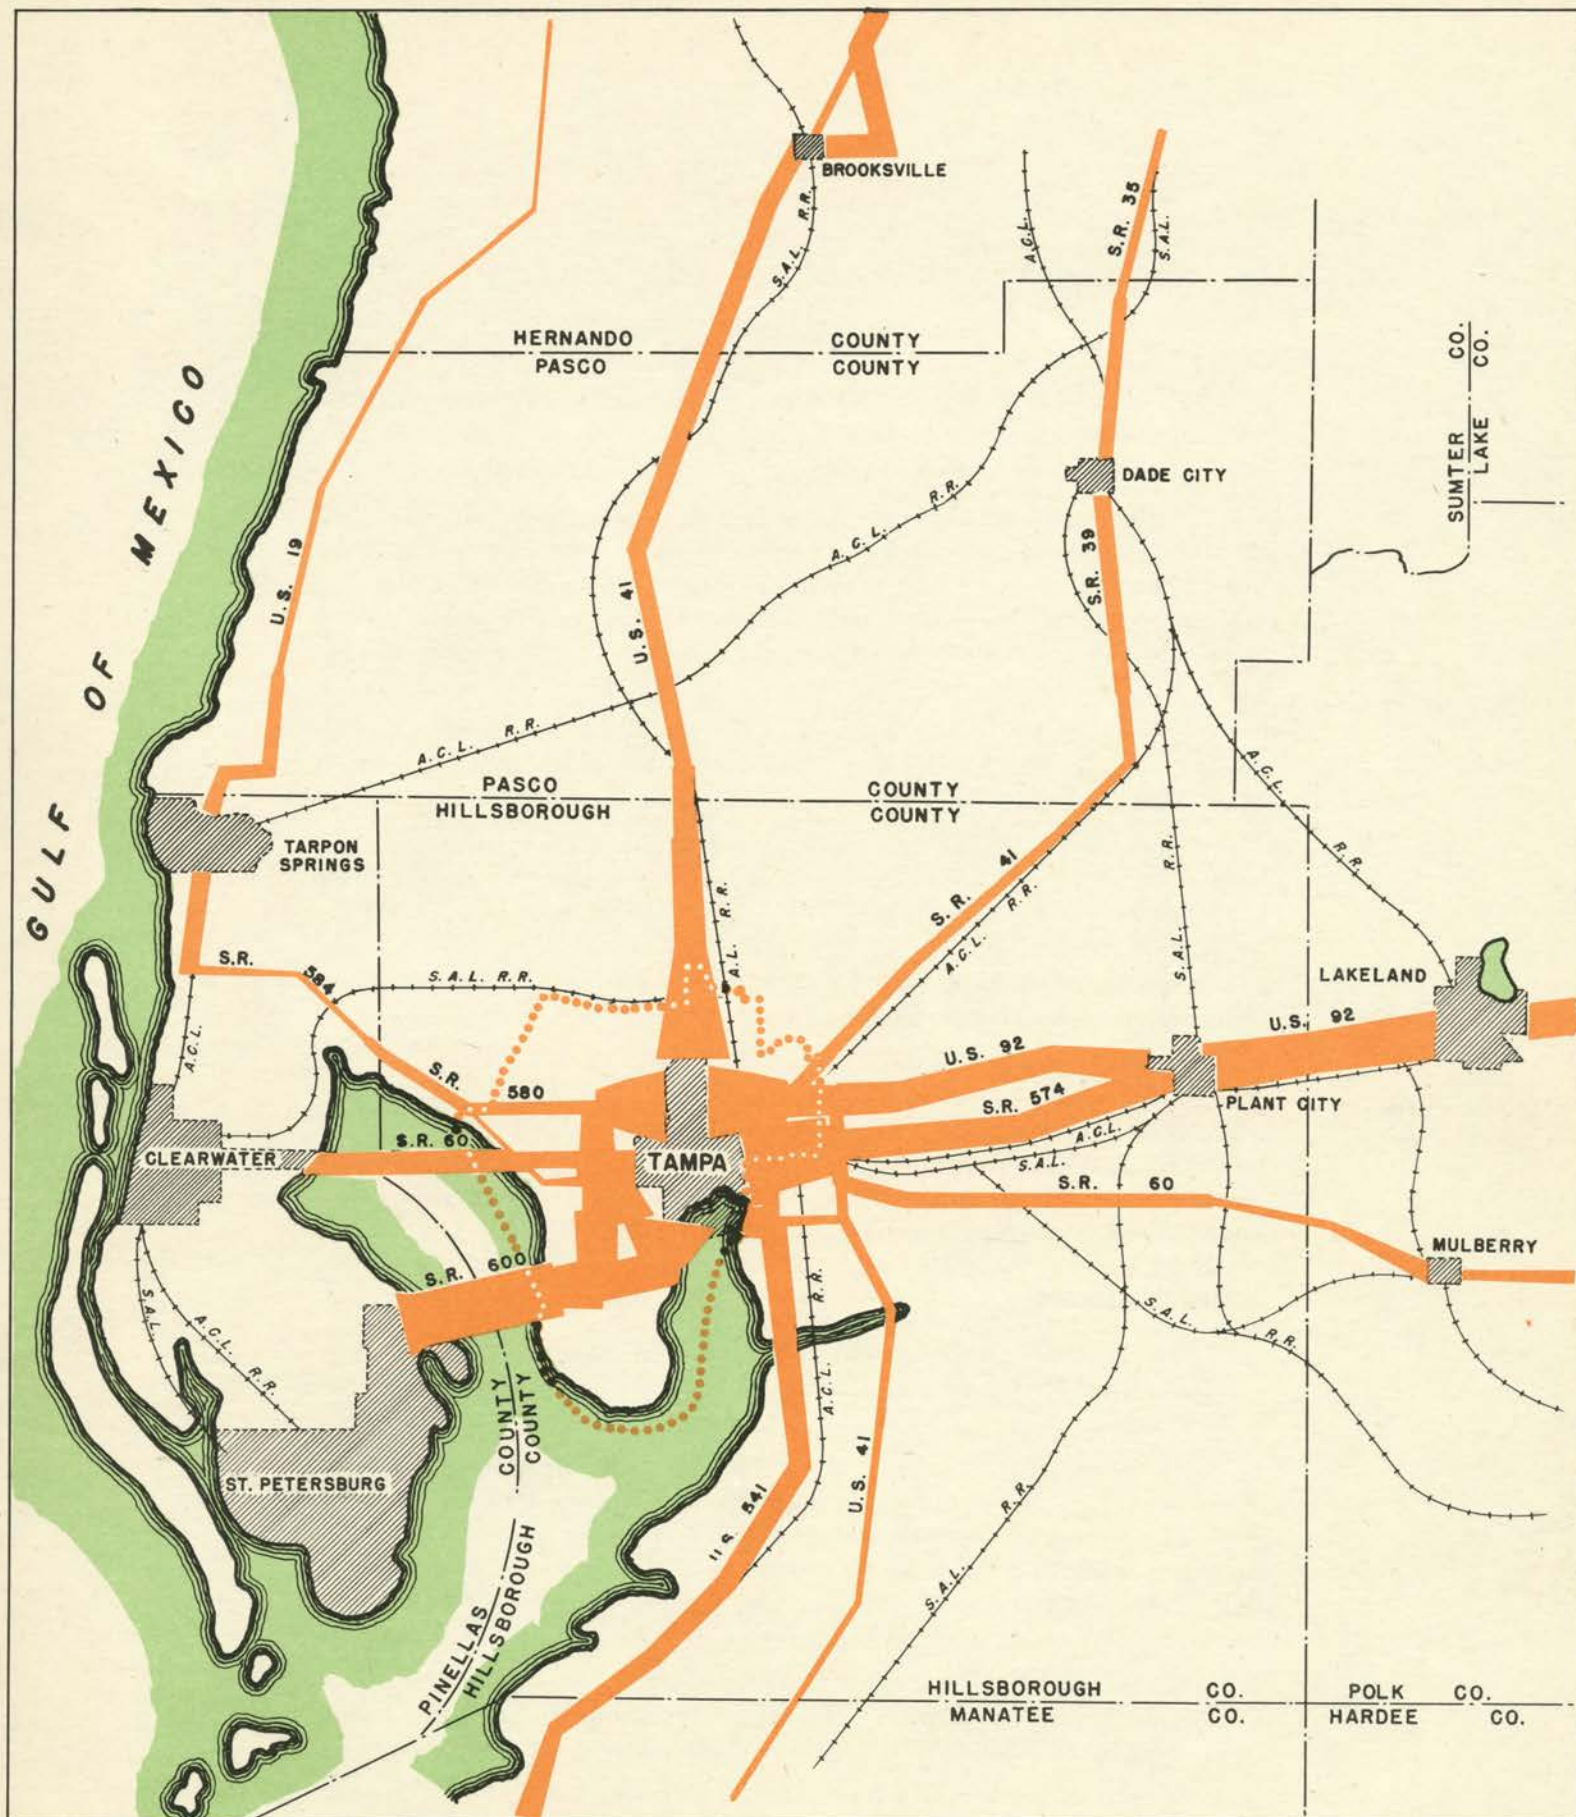 BROOKSVILLE
S.R. 35
A.C.L.
S.A.L.
S.A.L. R.R.
HERNANDO COUNTY
PASCO COUNTY
SUMTER CO.
LAKE CO.
GULF OF MEXICO
DADE CITY
U.S. 19
U.S. 41
A.C.L. R.R.
S.R. 39
A.C.L. R.R.
PASCO COUNTY
HILLSBOROUGH COUNTY
A.C.L. R.R.
TARPON
SPRINGS
S.R. 41
A.C.L. R.R.
S.A.L. R.R.
A.L. R.R.
S.R. 584
S.A.L. R.R.
LAKELAND
U.S. 92
U.S. 92
A.C.L.
S.R. 580
S.R. 574
PLANT CITY
A.C.L.
S.A.L.
CLEARWATER
S.R. 60
TAMPA
S.R. 60
MULBERRY
S.R. 600
S.A.L.
A.C.L. R.R.
R.R.
A.C.L.
S.A.L. R.R.
ST. PETERSBURG
COUNTY
COUNTY
U.S. 541
U.S. 41
S.A.L. R.R.
PINELLAS
HILLSBOROUGH
HILLSBOROUGH CO.
MANATEE CO.
POLK CO.
HARDEE CO.